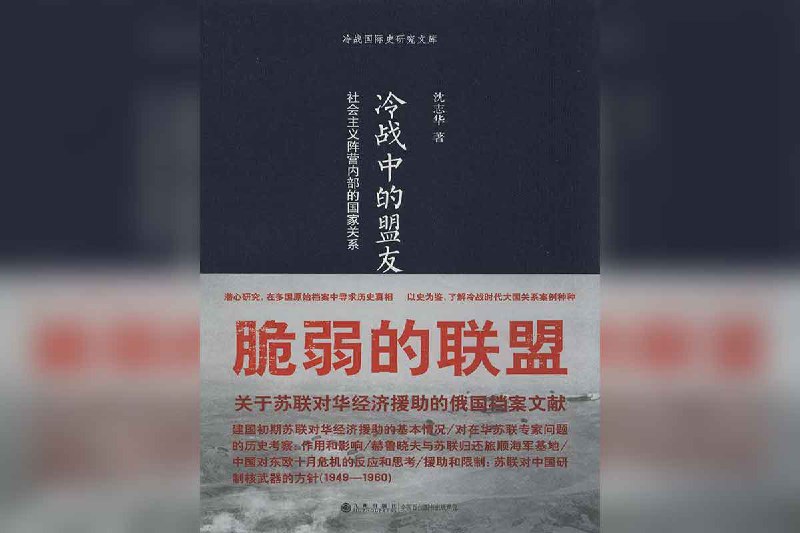 冷战国际史研究文库
沈志华 著
冷战中的盟友
社会主义阵营内部的国家关系
潜心研究，在多国原始档案中寻求历史真相 以史为鉴，了解冷战时代大国关系案例种种
脆弱的联盟
关于苏联对华经济援助的俄国档案文献
建国初期苏联对华经济援助的基本情况/对在华苏联专家问题
的历史考察：作用和影响/赫鲁晓夫与苏联归还旅顺海军基地/
中国对东欧十月危机的反应和思考/援助和限制：苏联对中国研
制核武器的方针(1949—1960)
九州出版社